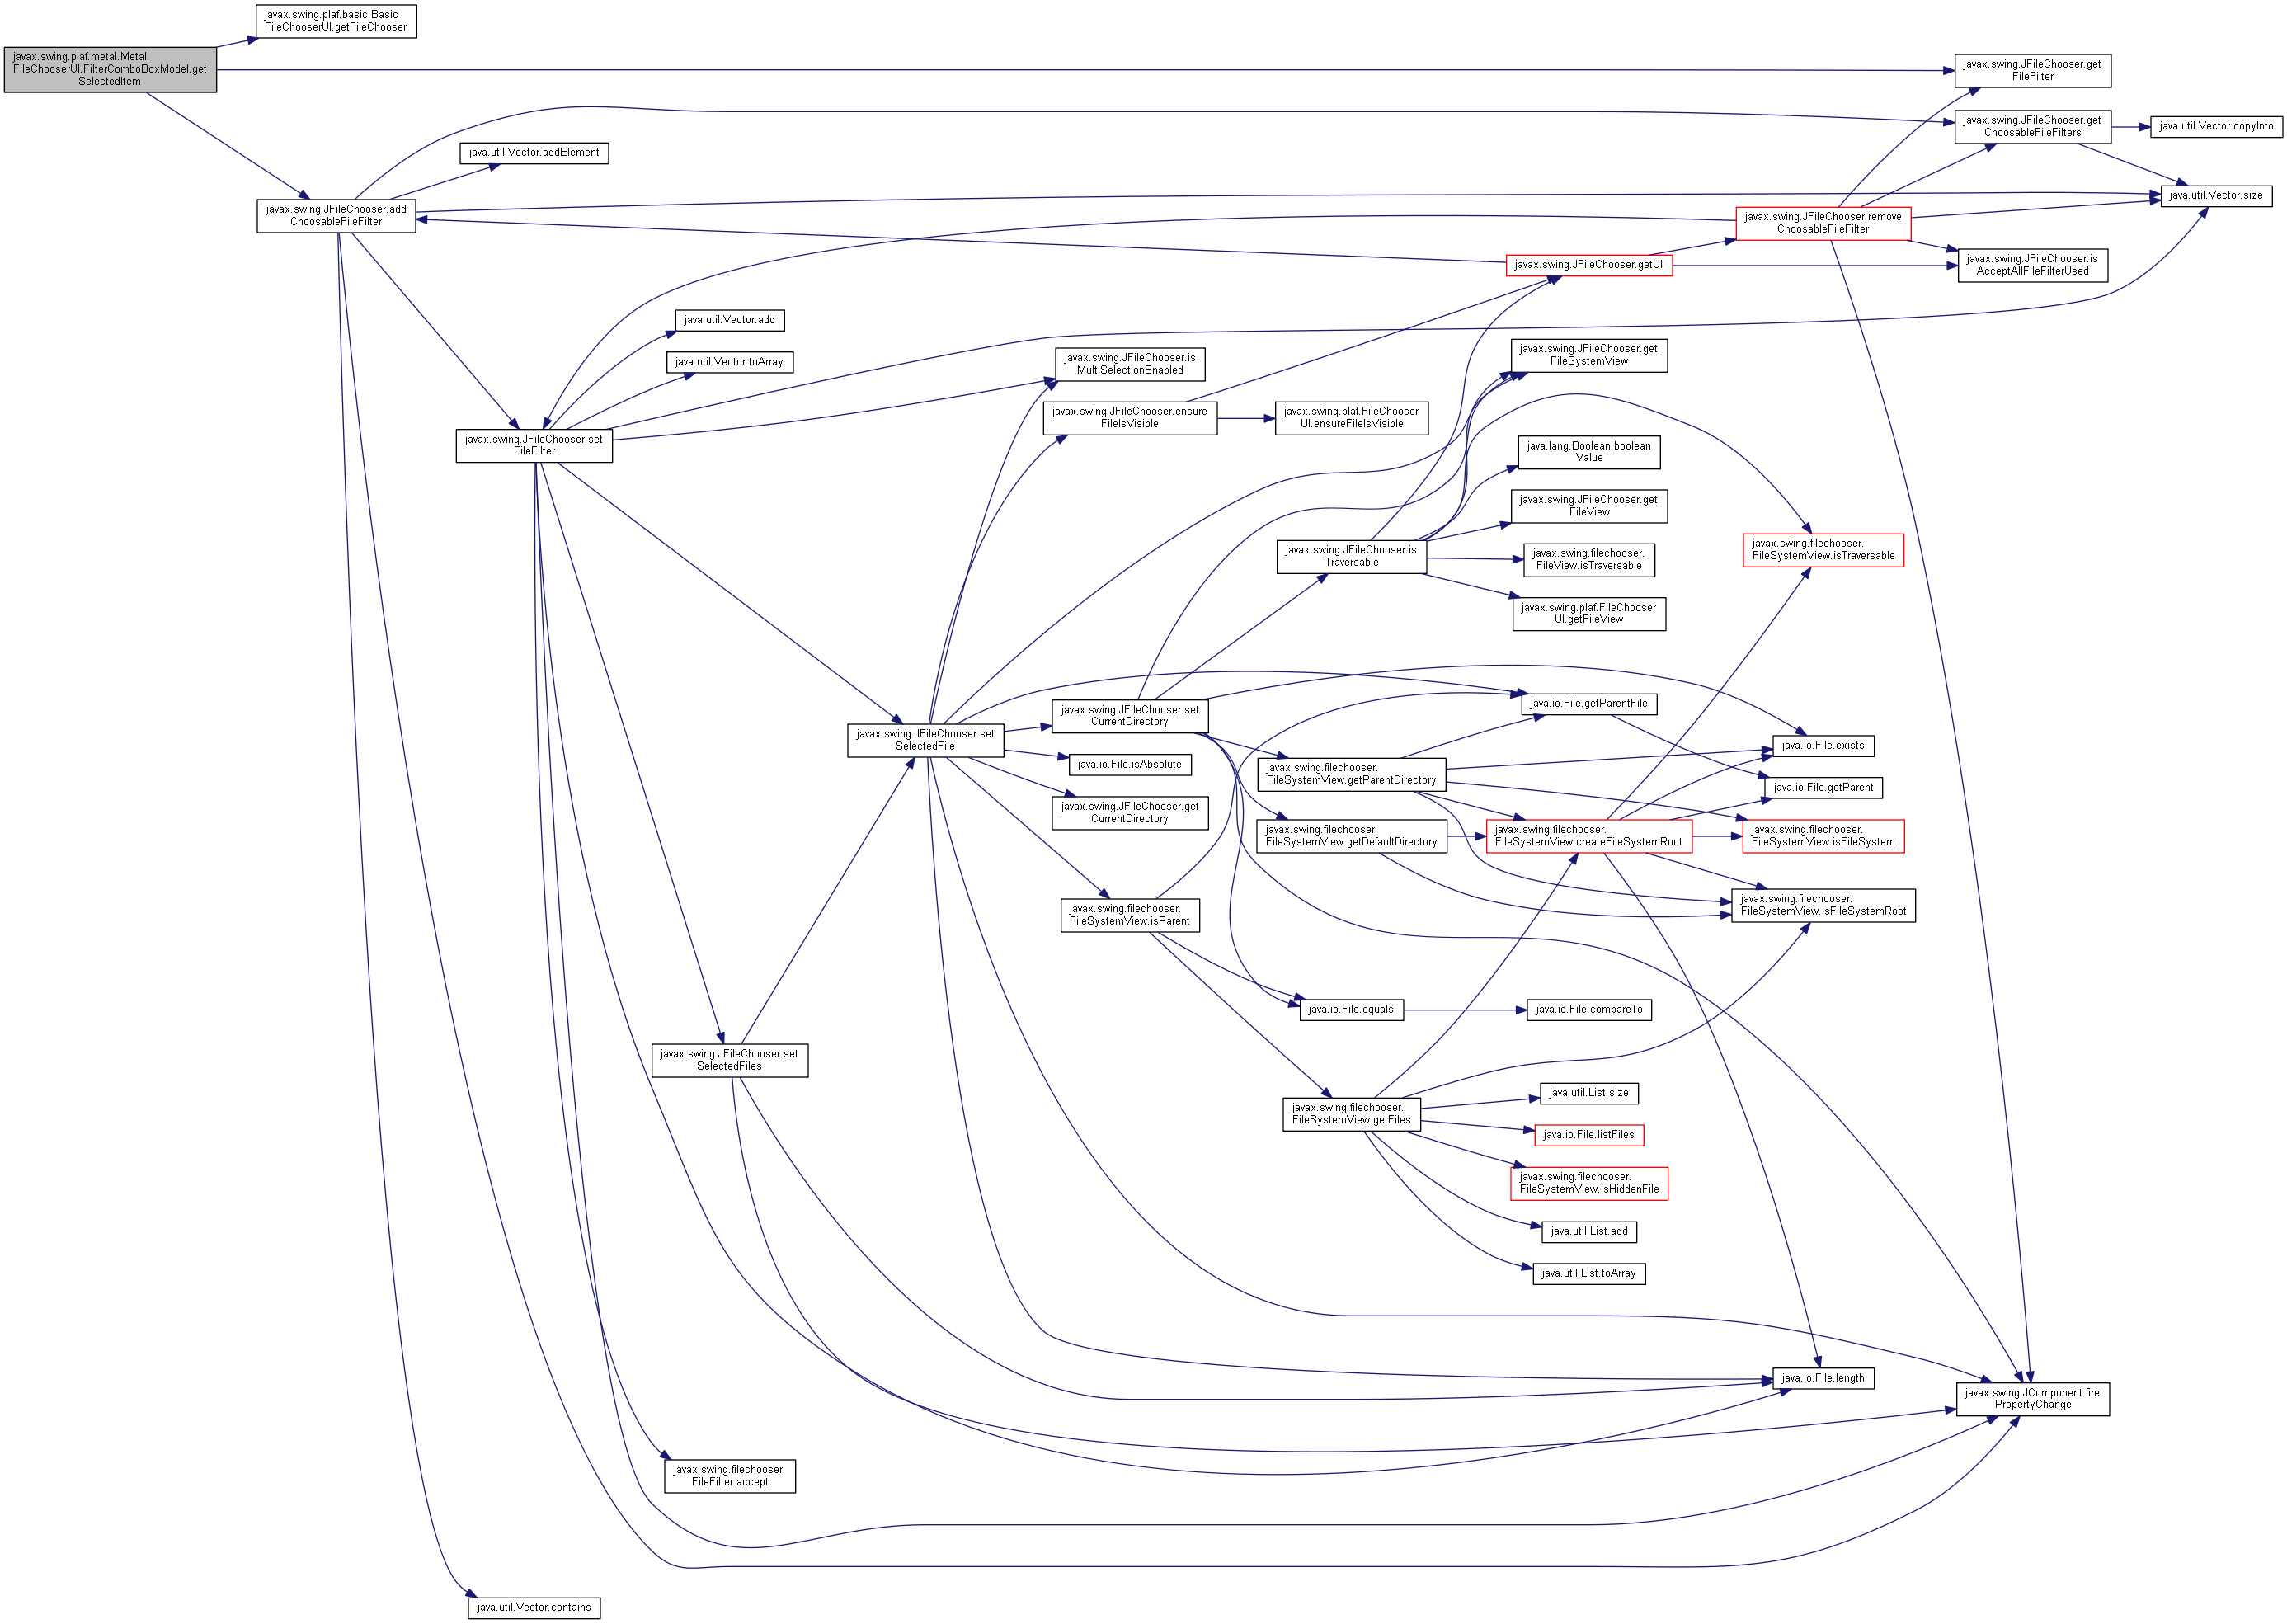 javax.swing.plaf.basic.Basic
FileChooserUI.getFileChooser
javax.swing.plaf.metal.Metal
FileChooserUI.FilterComboBoxModel.get
SelectedItem
javax.swing.JFileChooser.get
FileFilter
javax.swing.JFileChooser.get
ChoosableFileFilters
java.util.Vector.copyInto
java.util.Vector.addElement
java.util.Vector.size
javax.swing.JFileChooser.add
ChoosableFileFilter
javax.swing.JFileChooser.remove
ChoosableFileFilter
javax.swing.JFileChooser.getUI
javax.swing.JFileChooser.is
AcceptAllFileFilterUsed
java.util.Vector.add
java.util.Vector.toArray
javax.swing.JFileChooser.is
MultiSelectionEnabled
javax.swing.JFileChooser.get
FileSystemView
javax.swing.JFileChooser.ensure
FileIsVisible
javax.swing.plaf.FileChooser
UI.ensureFileIsVisible
javax.swing.JFileChooser.set
FileFilter
java.lang.Boolean.boolean
Value
javax.swing.JFileChooser.get
FileView
javax.swing.JFileChooser.is
Traversable
javax.swing.filechooser.
FileView.isTraversable
javax.swing.filechooser.
FileSystemView.isTraversable
javax.swing.plaf.FileChooser
UI.getFileView
javax.swing.JFileChooser.set
CurrentDirectory
java.io.File.getParentFile
javax.swing.JFileChooser.set
SelectedFile
java.io.File.exists
java.io.File.isAbsolute
javax.swing.filechooser.
FileSystemView.getParentDirectory
java.io.File.getParent
javax.swing.JFileChooser.get
CurrentDirectory
javax.swing.filechooser.
FileSystemView.getDefaultDirectory
javax.swing.filechooser.
FileSystemView.createFileSystemRoot
javax.swing.filechooser.
FileSystemView.isFileSystem
javax.swing.filechooser.
FileSystemView.isParent
javax.swing.filechooser.
FileSystemView.isFileSystemRoot
java.io.File.equals
java.io.File.compareTo
javax.swing.JFileChooser.set
SelectedFiles
javax.swing.filechooser.
FileSystemView.getFiles
java.util.List.size
java.io.File.listFiles
javax.swing.filechooser.
FileSystemView.isHiddenFile
java.util.List.add
java.util.List.toArray
java.io.File.length
javax.swing.JComponent.fire
PropertyChange
javax.swing.filechooser.
FileFilter.accept
java.util.Vector.contains